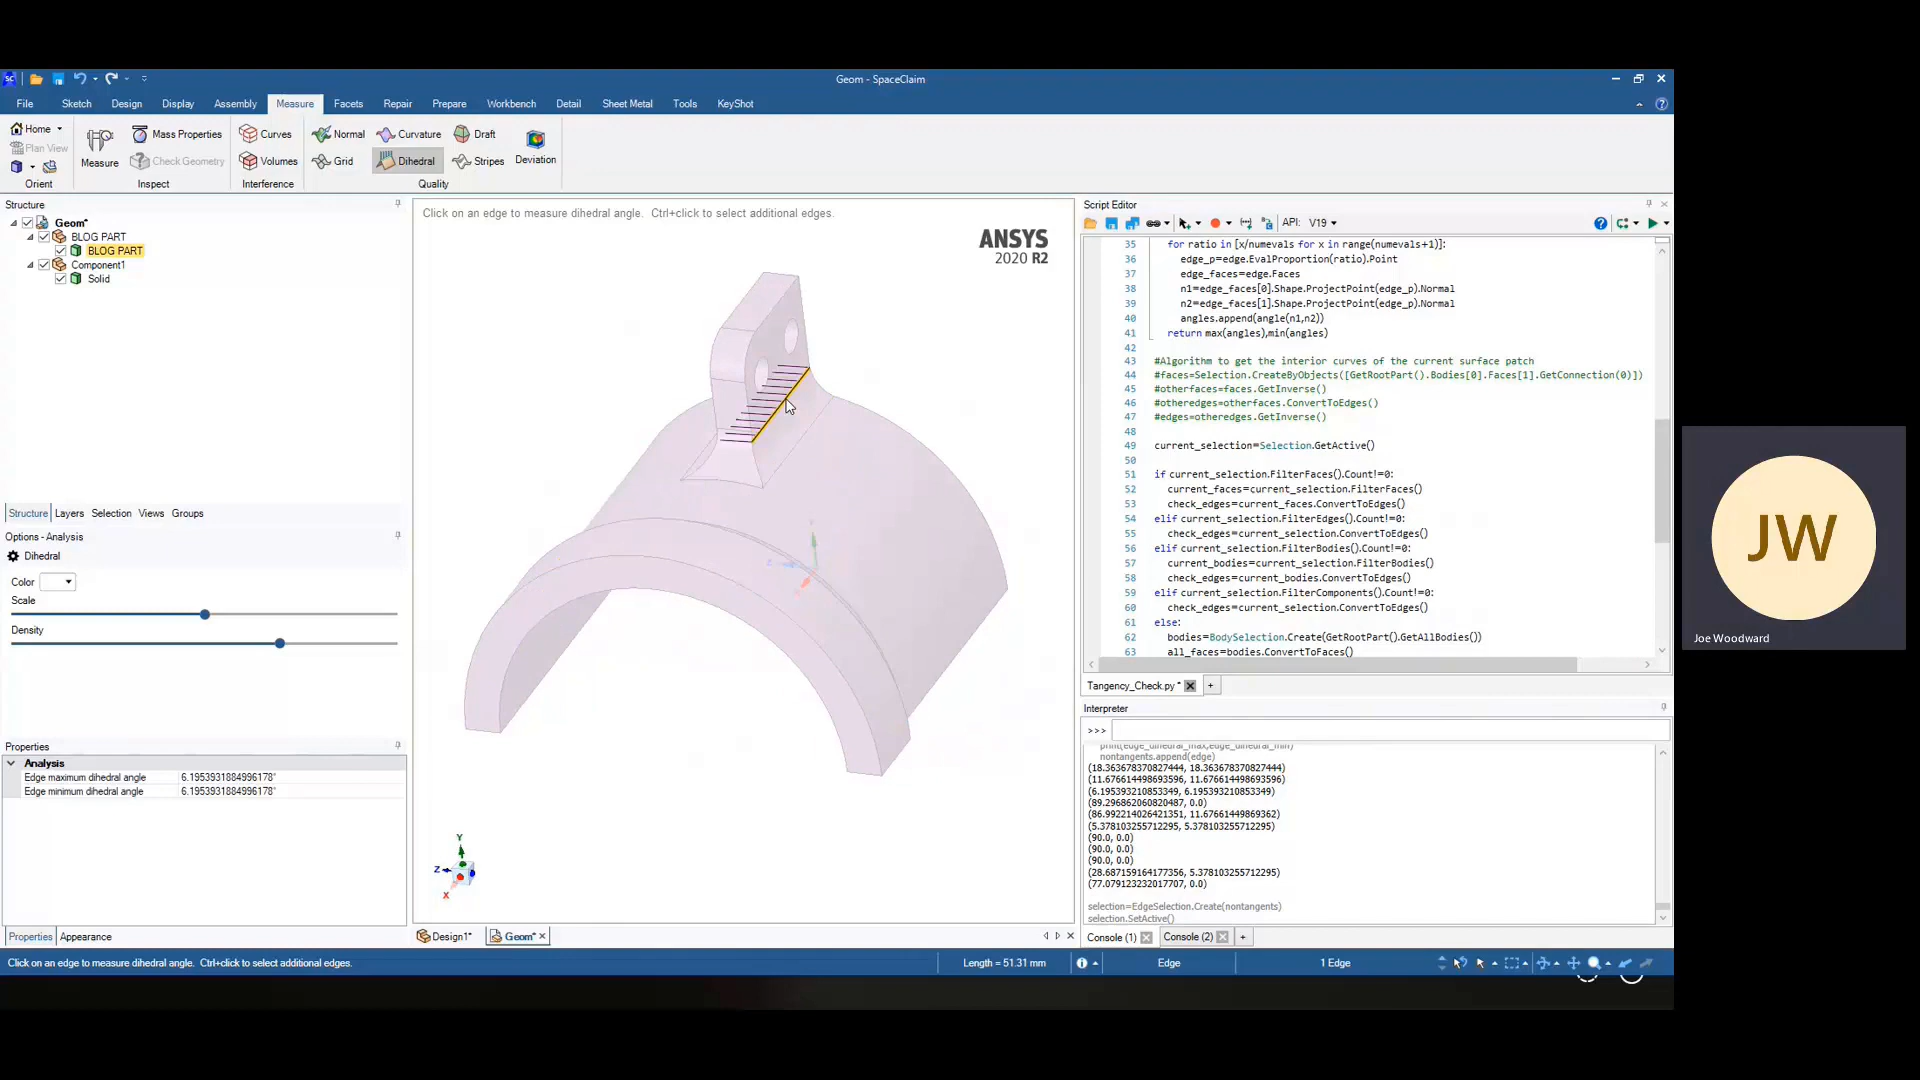 Geom - SpaceClaim
File Sketch Design Display Assembly Measure Facets Repair Prepare Workbench Detail Sheet Metal Tools KeyShot
Home
Plan View
Orient
Measure
Mass Properties
Check Geometry
Inspect
Curves
Volumes
Interference
Normal Curvature Draft
Grid Dihedral Stripes
Deviation
Quality
Structure
Geom*
BLOG PART
BLOG PART
Component1
Solid
Structure Layers Selection Views Groups
Options - Analysis
Dihedral
Color
Scale
Density
Properties
Analysis
Edge maximum dihedral angle 6.1953931884996178°
Edge minimum dihedral angle 6.1953931884996178°
Properties Appearance
Click on an edge to measure dihedral angle. Ctrl+click to select additional edges.
ANSYS
2020 R2
Y
Z
X
Design1* Geom*
Script Editor
API: V19
35 for ratio in [x/numevals for x in range(numevals+1)]:
36 edge_p=edge.EvalProportion(ratio).Point
37 edge_faces=edge.Faces
38 n1=edge_faces[0].Shape.ProjectPoint(edge_p).Normal
39 n2=edge_faces[1].Shape.ProjectPoint(edge_p).Normal
40 angles.append(angle(n1,n2))
41 return max(angles),min(angles)
42
43 #Algorithm to get the interior curves of the current surface patch
44 #faces=Selection.CreateByObjects([GetRootPart().Bodies[0].Faces[1].GetConnection(0)])
45 #otherfaces=faces.GetInverse()
46 #otheredges=otherfaces.ConvertToEdges()
47 #edges=otheredges.GetInverse()
48
49 current_selection=Selection.GetActive()
50
51 if current_selection.FilterFaces().Count!=0:
52 current_faces=current_selection.FilterFaces()
53 check_edges=current_faces.ConvertToEdges()
54 elif current_selection.FilterEdges().Count!=0:
55 check_edges=current_selection.ConvertToEdges()
56 elif current_selection.FilterBodies().Count!=0:
57 current_bodies=current_selection.FilterBodies()
58 check_edges=current_bodies.ConvertToEdges()
59 elif current_selection.FilterComponents().Count!=0:
60 check_edges=current_selection.ConvertToEdges()
61 else:
62 bodies=BodySelection.Create(GetRootPart().GetAllBodies())
63 all_faces=bodies.ConvertToFaces()
Tangency_Check.py *
Interpreter
>>>
print(edge_dihedral_max,edge_dihedral_min)
nontangents.append(edge)
(18.363678370827444, 18.363678370827444)
(11.676614498693596, 11.676614498693596)
(6.195393210853349, 6.195393210853349)
(89.296862060820487, 0.0)
(86.992214026421351, 11.67661449869362)
(5.378103255712295, 5.378103255712295)
(90.0, 0.0)
(90.0, 0.0)
(90.0, 0.0)
(28.687159164177356, 5.378103255712295)
(77.079123232017707, 0.0)
selection=EdgeSelection.Create(nontangents)
selection.SetActive()
Console (1) Console (2)
Click on an edge to measure dihedral angle. Ctrl+click to select additional edges.
Length = 51.31 mm
Edge
1 Edge
JW
Joe Woodward